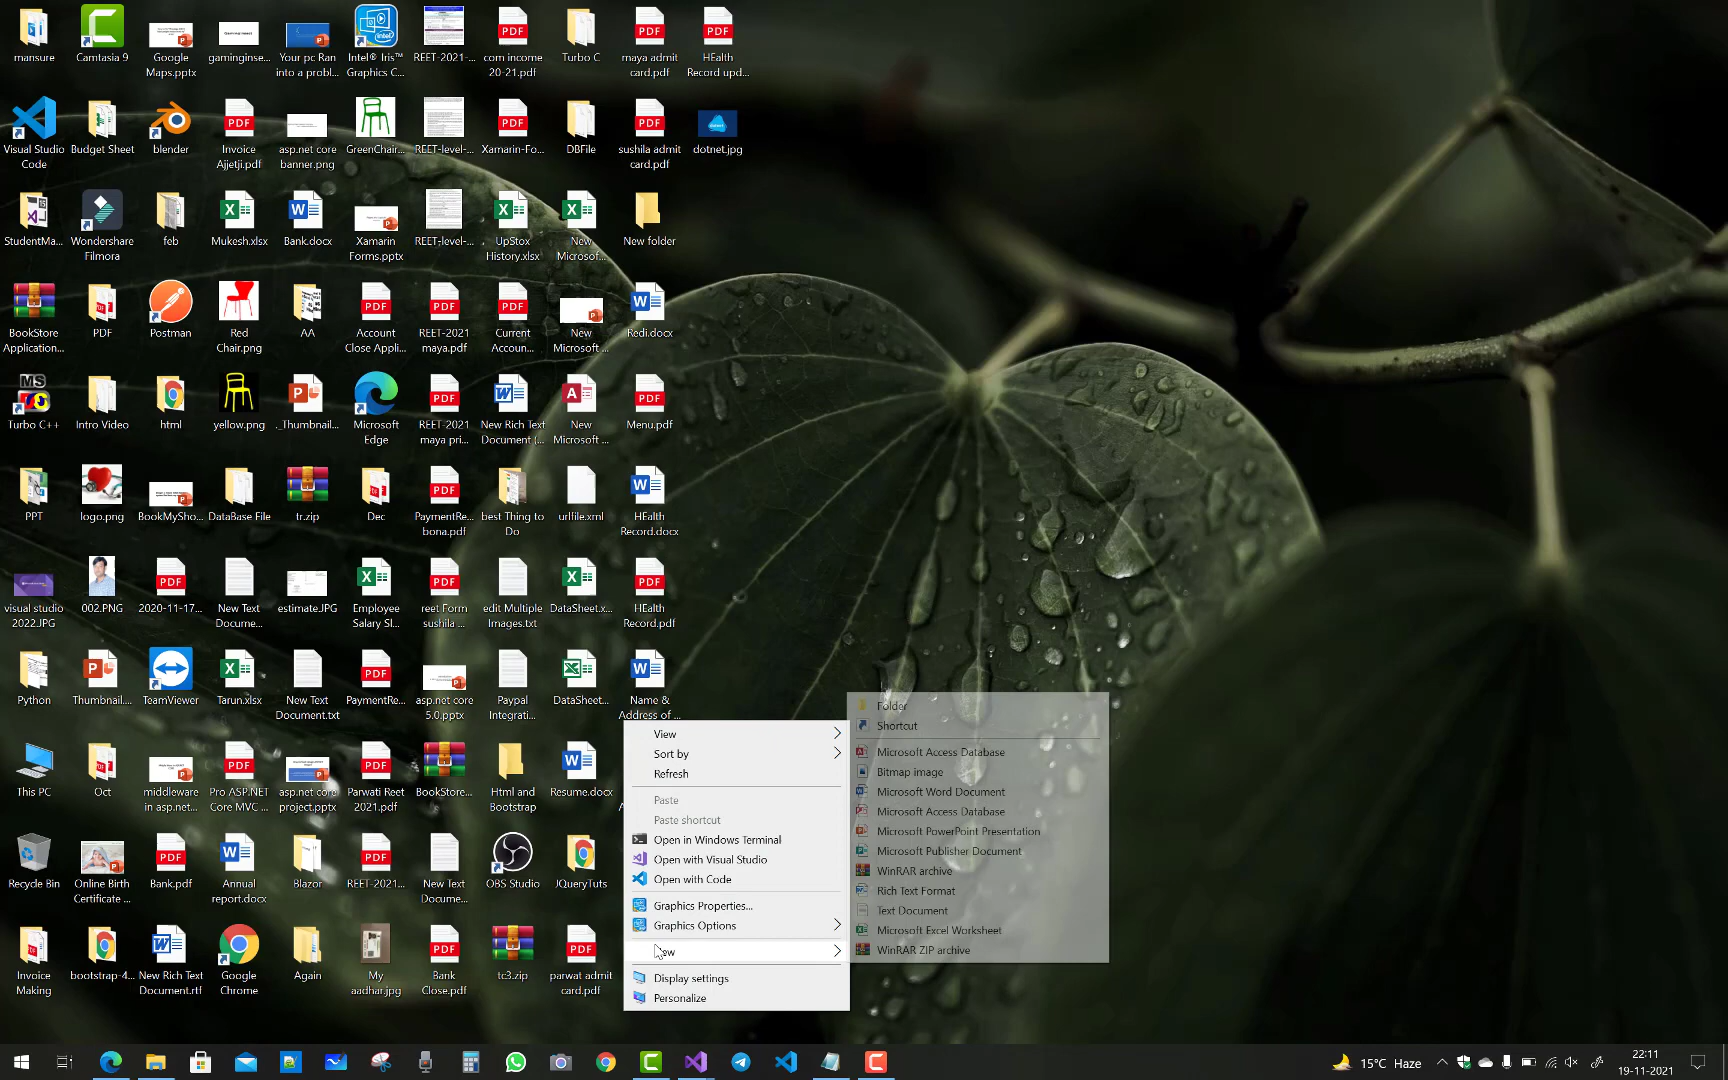 mansure
Camtasia 9
Google
Maps.pptx
gaminginse...
Your pc Ran
into a probl...
Intel® Iris™
Graphics C...
REET-2021-...
com income
20-21.pdf
Turbo C
maya admit
card.pdf
HEalth
Record upd...
Visual Studio
Code
Budget Sheet
blender
Invoice
Ajjetji.pdf
asp.net core
banner.png
GreenChair...
REET-level-...
Xamarin-Fo...
DBFile
sushila admit
card.pdf
dotnet.jpg
StudentMa...
Wondershare
Filmora
feb
Mukesh.xlsx
Bank.docx
Xamarin
Forms.pptx
REET-level-...
UpStox
History.xlsx
New
Microsof...
New folder
BookStore
Application...
PDF
Postman
Red
Chair.png
AA
Account
Close Appli...
REET-2021
maya.pdf
Current
Accoun...
New
Microsoft ...
Redi.docx
Turbo C++
Intro Video
html
yellow.png
._Thumbnail...
Microsoft
Edge
REET-2021
maya pri...
New Rich Text
Document (...
New
Microsoft ...
Menu.pdf
PPT
logo.png
BookMySho...
DataBase File
tr.zip
Dec
PaymentRe...
bona.pdf
best Thing to
Do
urlfile.xml
HEalth
Record.docx
visual studio
2022.JPG
002.PNG
2020-11-17...
New Text
Docume...
estimate.JPG
Employee
Salary Sl...
reet Form
sushila ...
edit Multiple
Images.txt
DataSheet.x...
HEalth
Record.pdf
Python
Thumbnail....
TeamViewer
Tarun.xlsx
New Text
Document.txt
PaymentRe...
asp.net core
5.0.pptx
Paypal
Integrati...
DataSheet...
Name &
Address of ...
This PC
Oct
middleware
in asp.net...
Pro ASP.NET
Core MVC ...
asp.net core
project.pptx
Parwati Reet
2021.pdf
BookStore...
Html and
Bootstrap
Resume.docx
Recycle Bin
Online Birth
Certificate ...
Bank.pdf
Annual
report.docx
Blazor
REET-2021...
New Text
Docume...
OBS Studio
JQueryTuts
Invoice
Making
bootstrap-4...
New Rich Text
Document.rtf
Google
Chrome
Again
My
aadhar.jpg
Bank
Close.pdf
tc3.zip
parwat admit
card.pdf
View
Sort by
Refresh
Paste
Paste shortcut
Open in Windows Terminal
Open with Visual Studio
Open with Code
Graphics Properties...
Graphics Options
New
Display settings
Personalize
Folder
Shortcut
Microsoft Access Database
Bitmap image
Microsoft Word Document
Microsoft Access Database
Microsoft PowerPoint Presentation
Microsoft Publisher Document
WinRAR archive
Rich Text Format
Text Document
Microsoft Excel Worksheet
WinRAR ZIP archive
15°C Haze
22:11
19-11-2021